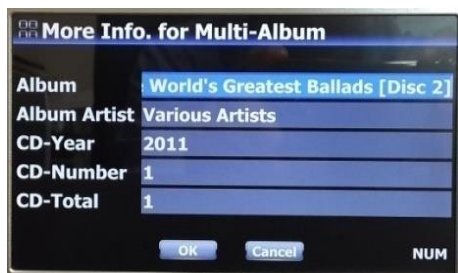 More Info. for Multi-Album
Album : World's Greatest Ballads [Disc 2]
Album Artist Various Artists
CD-Year 2011
CD-Number 1
CD-Total 1
OK Cancel NUM